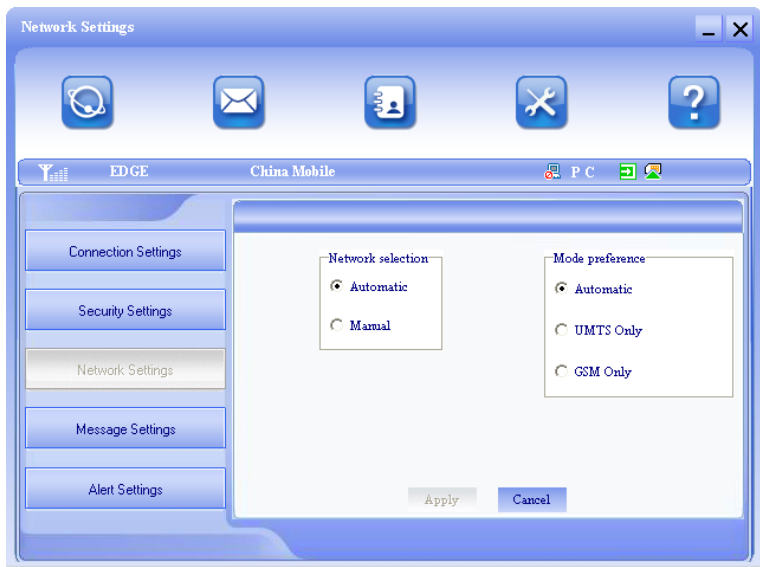 Network Settings
EDGE China Mobile PC
Connection Settings
Security Settings
Network Settings
Message Settings
Alert Settings
Network selection
Automatic
Manual
Mode preference
Automatic
UMTS Only
GSM Only
Apply Cancel